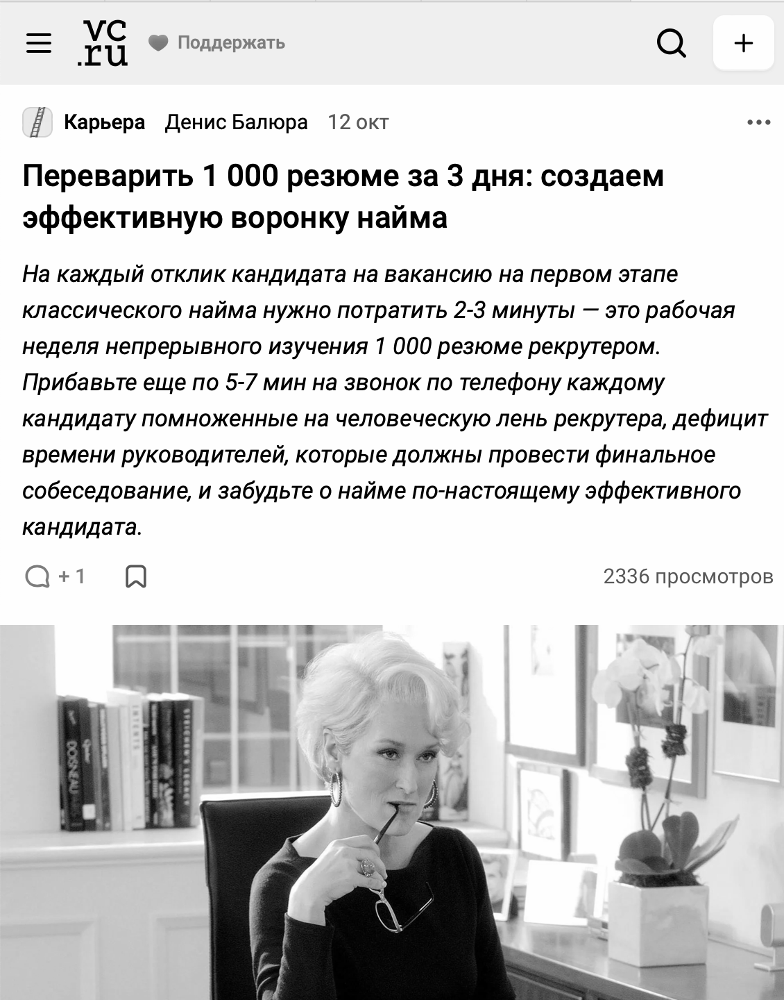 vc
.ru
Поддержать
Карьера Денис Балюра 12 окт
Переварить 1 000 резюме за 3 дня: создаем
эффективную воронку найма
На каждый отклик кандидата на вакансию на первом этапе
классического найма нужно потратить 2-3 минуты — это рабочая
неделя непрерывного изучения 1 000 резюме рекрутером.
Прибавьте еще по 5-7 мин на звонок по телефону каждому
кандидату помноженные на человеческую лень рекрутера, дефицит
времени руководителей, которые должны провести финальное
собеседование, и забудьте о найме по-настоящему эффективного
кандидата.
+ 1
2336 просмотров
DOISNEAU